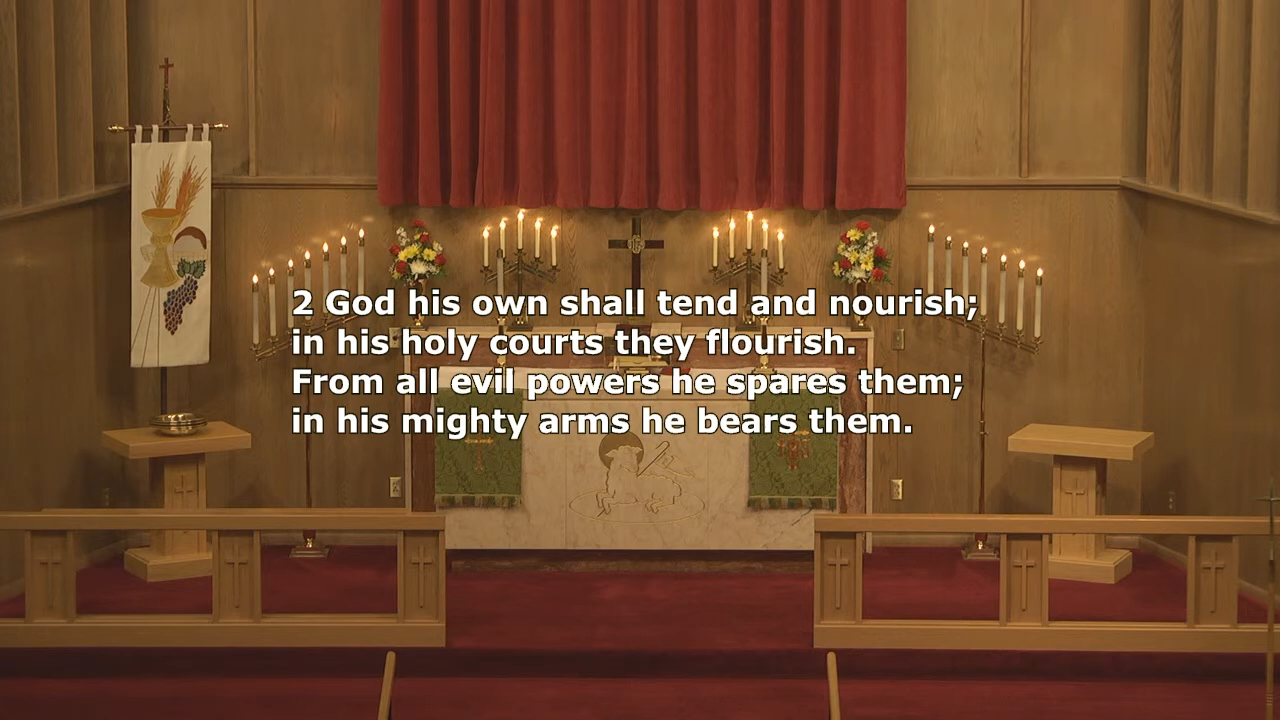 2 God his own shall tend and nourish;
in his holy courts they flourish.
From all evil powers he spares them;
in his mighty arms he bears them.